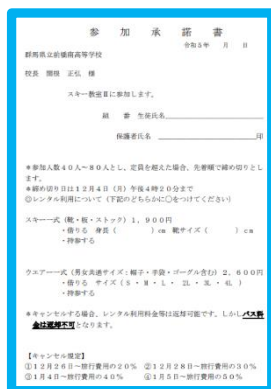 参加承諾書
令和5年　月　日
群馬県立前橋南高等学校
校長　関根　正弘　様
スキー教室Ⅱに参加します。
組　番　生徒氏名
保護者氏名　印
＊参加人数40人～80人とし、定員を越えた場合、先着順で締め切りとし
ます。
＊締め切り日は12月4日（月）午後4時20分まで
◎レンタル利用について（下記のどちらかに○をつけてください）
スキー一式（靴・板・ストック）1，900円
・借りる　身長（　）cm　靴サイズ（　）cm
・持参する
ウエアー一式（男女共通サイズ：帽子・手袋・ゴーグル含む）2，600円
・借りる　サイズ（S・M・L・2L・3L・4L）
・持参する
＊キャンセルする場合、レンタル利用料金等は返却可能です。しかしバス料
金は返却不可となります。
【キャンセル規定】
①12月26日～旅行費用の20％　②12月28日～旅行費用の30％
③1月4日～旅行費用の40％　④1月5日～旅行費用の50％